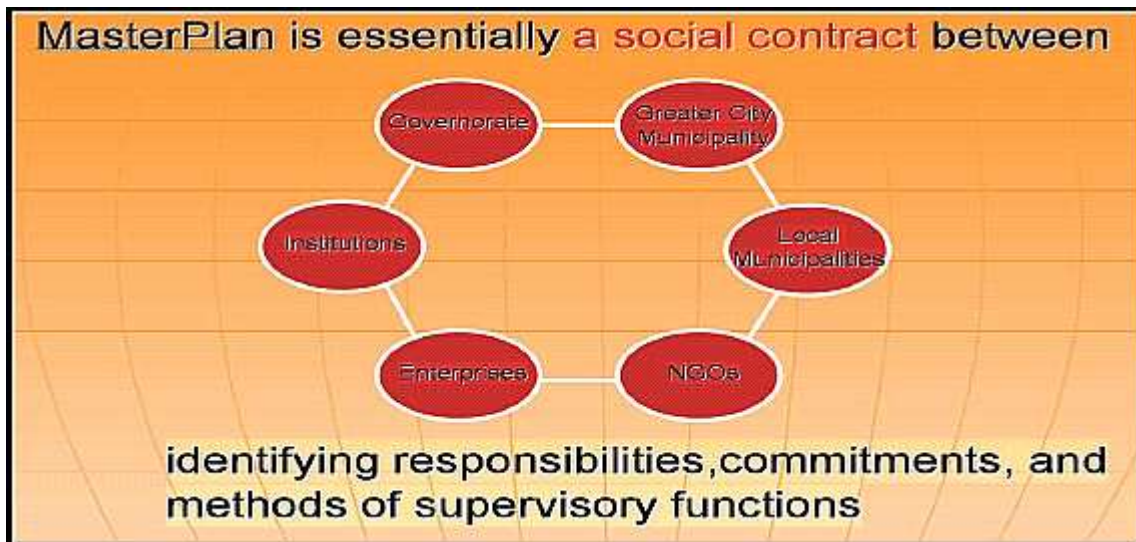 MasterPlan is essentially a social contract between
Governorate
Greater City
Municipality
Institutions
Local
Municipalities
Enterprises
NGOs
identifying responsibilities,commitments, and
methods of supervisory functions